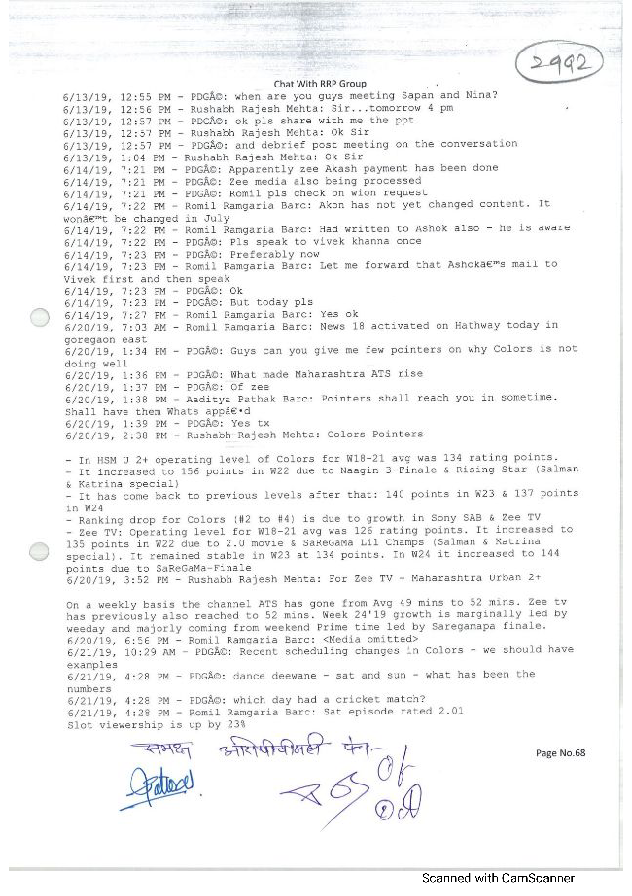 2992
Chat With RRP Group
6/13/19, 12:55 PM - PDGÃ©: when are you guys meeting Sapan and Nina?
6/13/19, 12:56 PM - Rushabh Rajesh Mehta: Sir...tomorrow 4 pm
6/13/19, 12:57 PM - PDGÃ©: ok pls share with me the ppt
6/13/19, 12:57 PM - Rushabh Rajesh Mehta: Ok Sir
6/13/19, 12:57 PM - PDGÃ©: and debrief post meeting on the conversation
6/13/19, 1:04 PM - Rushabh Rajesh Mehta: Ok Sir
6/14/19, 7:21 PM - PDGÃ©: Apparently zee Akash payment has been done
6/14/19, 7:21 PM - PDGÃ©: Zee media also being processed
6/14/19, 7:21 PM - PDGÃ©: Romil pls check on wion request
6/14/19, 7:22 PM - Romil Ramgaria Barc: Akan has not yet changed content. It
wonâ€™t be changed in July
6/14/19, 7:22 PM - Romil Ramgaria Barc: Had written to Ashok also - he is aware
6/14/19, 7:22 PM - PDGÃ©: Pls speak to vivek khanna once
6/14/19, 7:23 PM - PDGÃ©: Preferably now
6/14/19, 7:23 PM - Romil Ramgaria Barc: Let me forward that Ashokâ€™s mail to
Vivek first and then speak
6/14/19, 7:23 PM - PDGÃ©: Ok
6/14/19, 7:23 PM - PDGÃ©: But today pls
6/14/19, 7:27 PM - Romil Ramgaria Barc: Yes ok
6/20/19, 7:03 AM - Romil Ramgaria Barc: News 18 activated on Hathway today in
goregaon east
6/20/19, 1:34 PM - PDGÃ©: Guys can you give me few pointers on why Colors is not
doing well
6/20/19, 1:36 PM - PDGÃ©: What made Maharashtra ATS rise
6/20/19, 1:37 PM - PDGÃ©: Of zee
6/20/19, 1:38 PM - Aaditya Pathak Barc: Pointers shall reach you in sometime.
Shall have them Whats appâ€•d
6/20/19, 1:39 PM - PDGÃ©: Yes tx
6/20/19, 2:30 PM - Rushabh Rajesh Mehta: Colors Pointers
- In HSM U 2+ operating level of Colors for W18-21 avg was 134 rating points.
- It increased to 156 points in W22 due to Naagin 3 Finale & Rising Star (Salman
& Katrina special)
- It has come back to previous levels after that: 140 points in W23 & 137 points
in W24
- Ranking drop for Colors (#2 to #4) is due to growth in Sony SAB & Zee TV
- Zee TV: Operating level for W18-21 avg was 126 rating points. It increased to
135 points in W22 due to 2.0 movie & SaReGaMa Lil Champs (Salman & Katrina
special). It remained stable in W23 at 134 points. In W24 it increased to 144
points due to SaReGaMa-Finale
6/20/19, 3:52 PM - Rushabh Rajesh Mehta: For Zee TV - Maharashtra Urban 2+
On a weekly basis the channel ATS has gone from Avg 49 mins to 52 mins. Zee tv
has previously also reached to 52 mins. Week 24'19 growth is marginally led by
weeday and majorly coming from weekend Prime time led by Saregamapa finale.
6/20/19, 6:56 PM - Romil Ramgaria Barc: <Media omitted>
6/21/19, 10:29 AM - PDGÃ©: Recent scheduling changes in Colors - we should have
examples
6/21/19, 4:28 PM - PDGÃ©: dance deewane - sat and sun - what has been the
numbers
6/21/19, 4:28 PM - PDGÃ©: which day had a cricket match?
6/21/19, 4:29 PM - Romil Ramgaria Barc: Sat episode rated 2.01
Slot viewership is up by 23%
समक्ष
Page No.68
Scanned with CamScanner